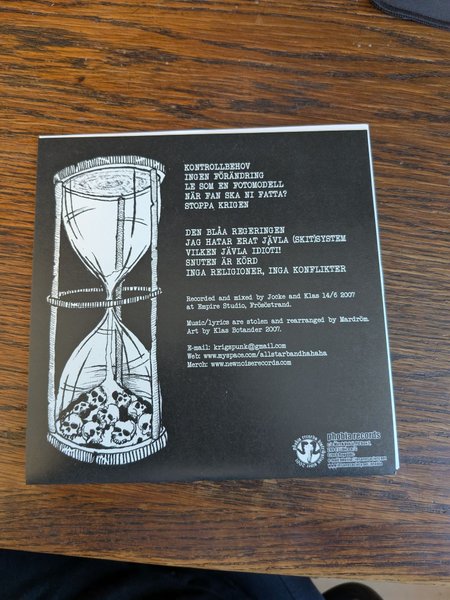 KONTROLLBEHOV
INGEN FÖRÄNDRING
LE SOM EN FOTOMODELL
NÄR FAN SKA NI FATTA?
STOPPA KRIGEN
DEN BLÅA REGERINGEN
JAG HATAR ERAT JÄVLA (SKIT)SYSTEM
VILKEN JÄVLA IDIOTI!
SNUTEN ÄR KÖRD
INGA RELIGIONER, INGA KONFLIKTER
Recorded and mixed by Jocke and Klas 14/6 2007
at Empire Studio, Frösöstrand.
Music/lyrics are stolen and rearranged by Mardröm.
Art by Klas Botander 2007.
E-mail: krigspunk@gmail.com
Web: www.myspace.com/allstarbandhahaha
Merch: www.newnoiserecords.com
phobia records